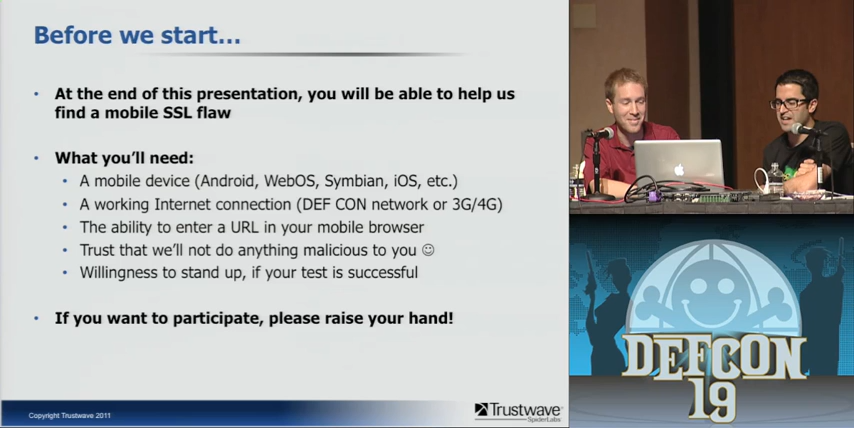 Before we start...
• At the end of this presentation, you will be able to help us
find a mobile SSL flaw
• What you'll need:
• A mobile device (Android, WebOS, Symbian, iOS, etc.)
• A working Internet connection (DEF CON network or 3G/4G)
• The ability to enter a URL in your mobile browser
• Trust that we'll not do anything malicious to you ☺
• Willingness to stand up, if your test is successful
• If you want to participate, please raise your hand!
Copyright Trustwave 2011
Trustwave®
SpiderLabs
DEFCON
19